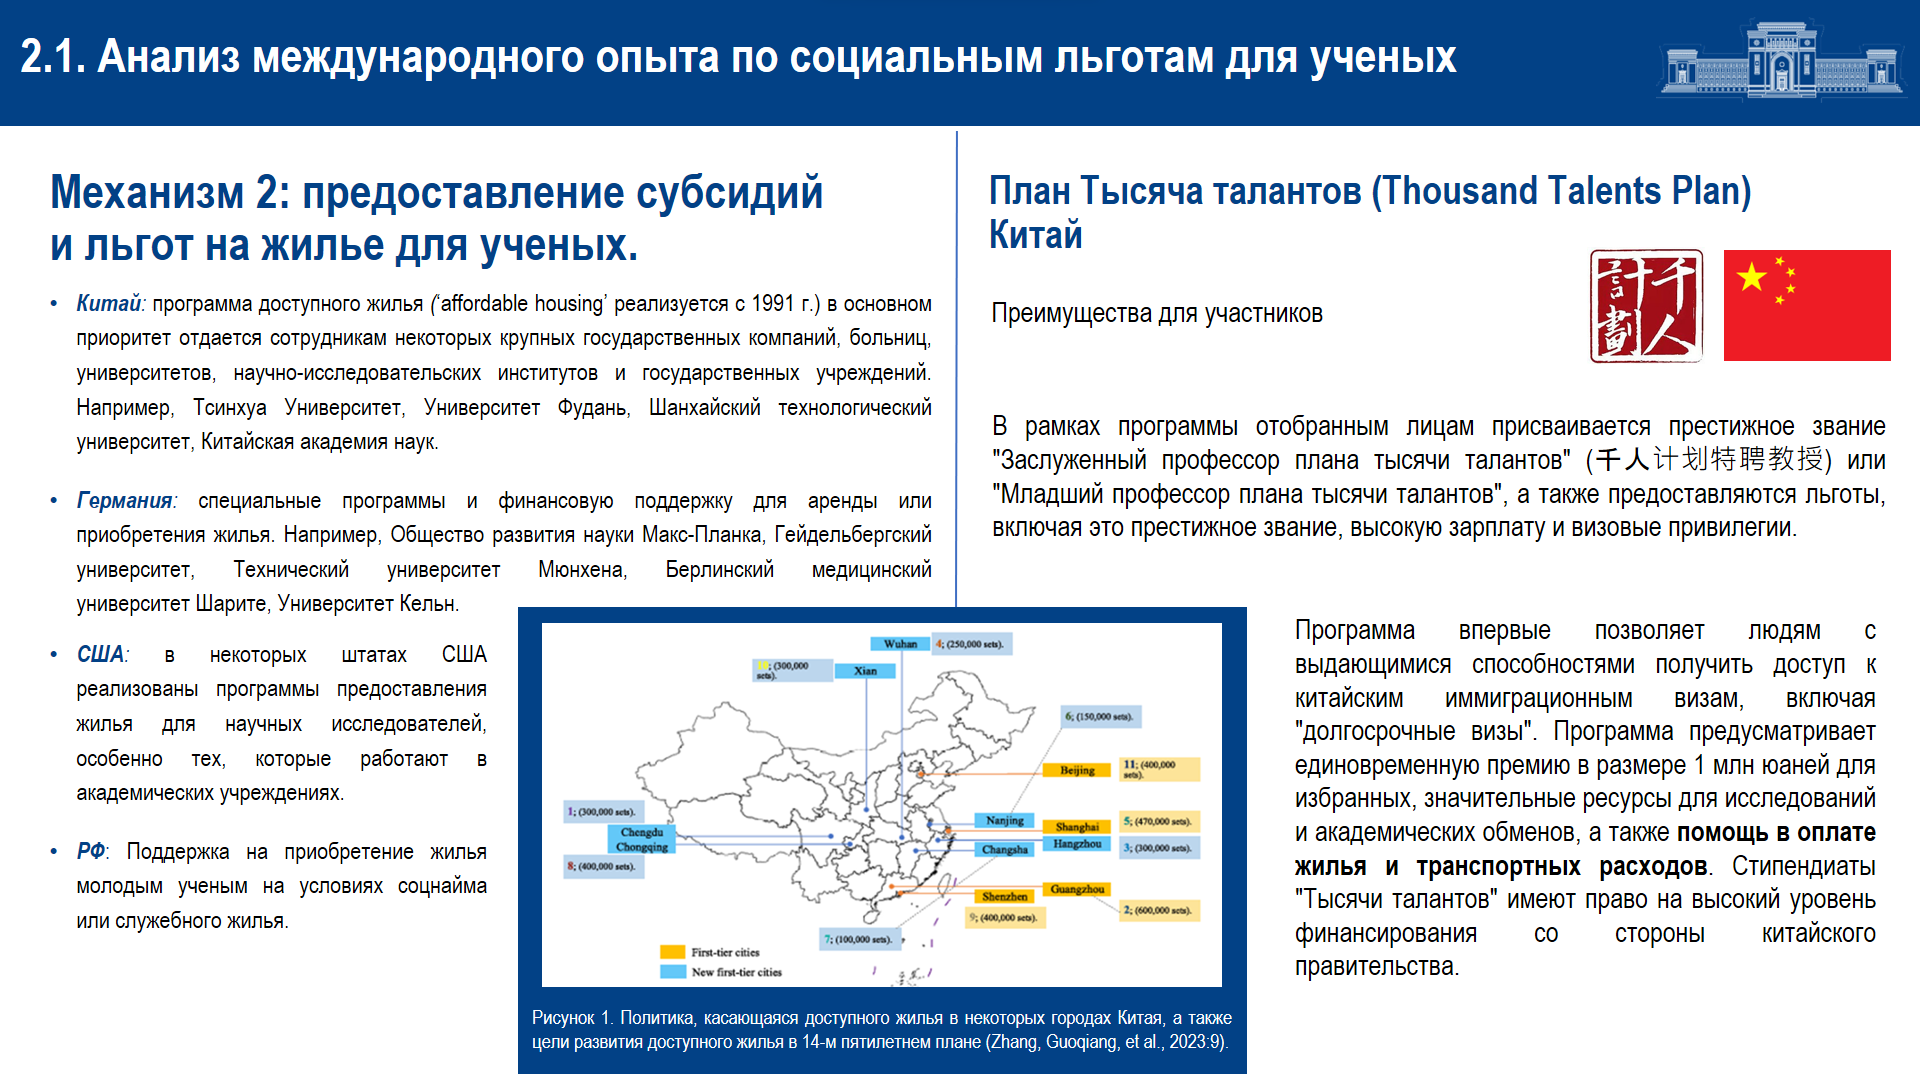 2.1. Анализ международного опыта по социальным льготам для ученых
Механизм 2: предоставление субсидий
и льгот на жилье для ученых.
• Китай: программа доступного жилья (‘affordable housing’ реализуется с 1991 г.) в основном
приоритет отдается сотрудникам некоторых крупных государственных компаний, больниц,
университетов, научно-исследовательских институтов и государственных учреждений.
Например, Тсинхуа Университет, Университет Фудань, Шанхайский технологический
университет, Китайская академия наук.
• Германия: специальные программы и финансовую поддержку для аренды или
приобретения жилья. Например, Общество развития науки Макс-Планка, Гейдельбергский
университет, Технический университет Мюнхена, Берлинский медицинский
университет Шарите, Университет Кельн.
• США: в некоторых штатах США
реализованы программы предоставления
жилья для научных исследователей,
особенно тех, которые работают в
академических учреждениях.
• РФ: Поддержка на приобретение жилья
молодым ученым на условиях соцнайма
или служебного жилья.
Wuhan
4; (250,000 sets).
10; (300,000
sets).
Xian
6; (150,000 sets).
Beijing
11; (400,000
sets).
1; (300,000 sets).
Chengdu
Chongqing
8; (400,000 sets).
Nanjing
Shanghai
5; (470,000 sets).
Changsha
Hangzhou
3; (300,000 sets).
Shenzhen
Guangzhou
9; (400,000 sets).
2; (600,000 sets).
7; (100,000 sets).
First-tier cities
New first-tier cities
Рисунок 1. Политика, касающаяся доступного жилья в некоторых городах Китая, а также
цели развития доступного жилья в 14-м пятилетнем плане (Zhang, Guoqiang, et al., 2023:9).
План Тысяча талантов (Thousand Talents Plan)
Китай
千人計劃
Преимущества для участников
В рамках программы отобранным лицам присваивается престижное звание
"Заслуженный профессор плана тысячи талантов" (千人计划特聘教授) или
"Младший профессор плана тысячи талантов", а также предоставляются льготы,
включая это престижное звание, высокую зарплату и визовые привилегии.
Программа впервые позволяет людям с
выдающимися способностями получить доступ к
китайским иммиграционным визам, включая
"долгосрочные визы". Программа предусматривает
единовременную премию в размере 1 млн юаней для
избранных, значительные ресурсы для исследований
и академических обменов, а также помощь в оплате
жилья и транспортных расходов. Стипендиаты
"Тысячи талантов" имеют право на высокий уровень
финансирования со стороны китайского
правительства.